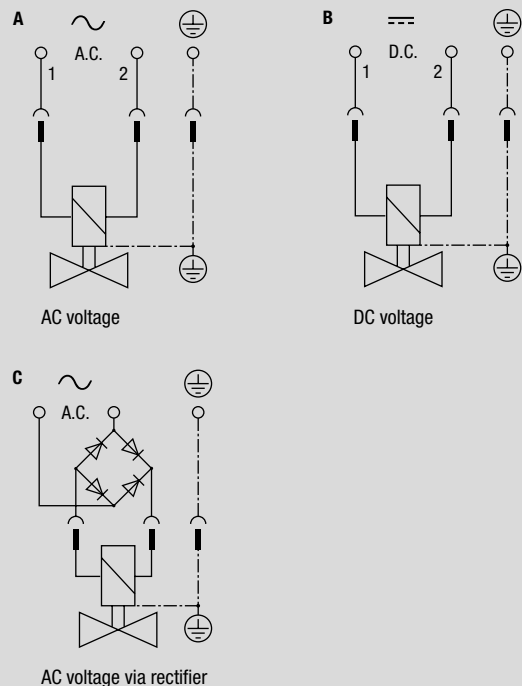 A
A.C.
1 2
AC voltage
B
D.C.
1 2
DC voltage
C
A.C.
AC voltage via rectifier